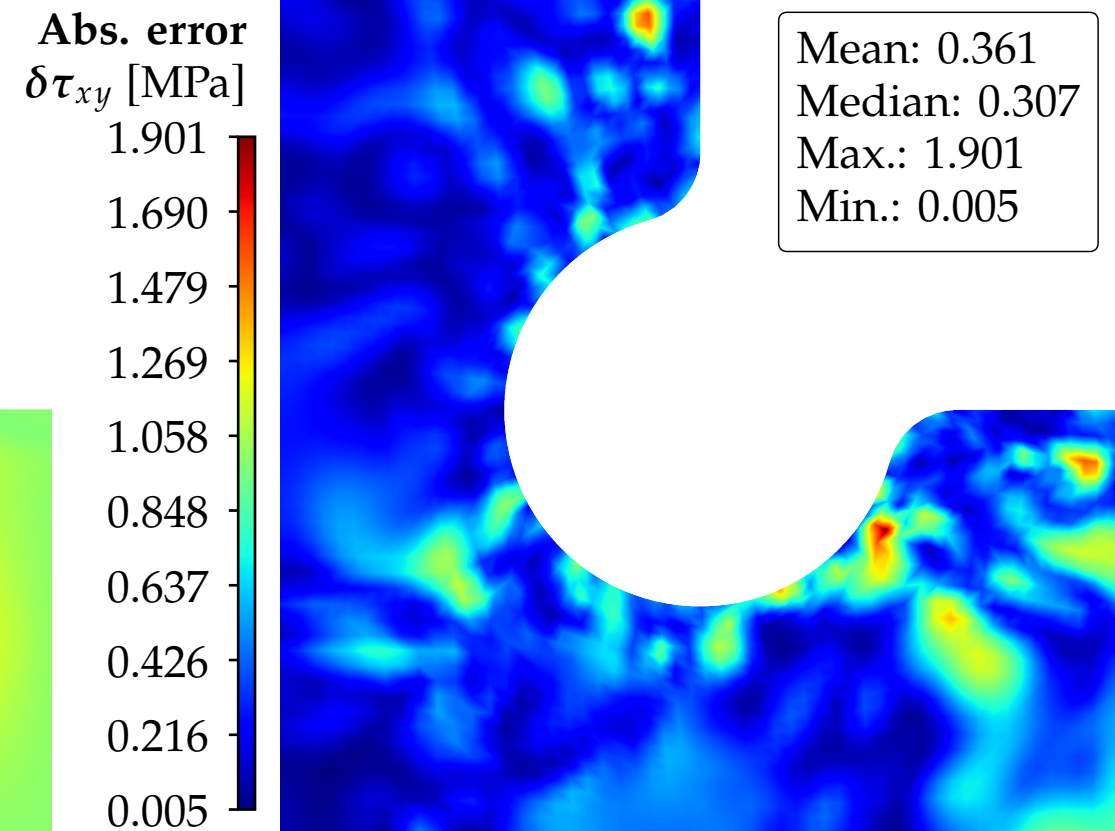 Abs. error
δτxy [MPa]
1.901
1.690
1.479
1.269
1.058
0.848
0.637
0.426
0.216
0.005
Mean: 0.361
Median: 0.307
Max.: 1.901
Min.: 0.005